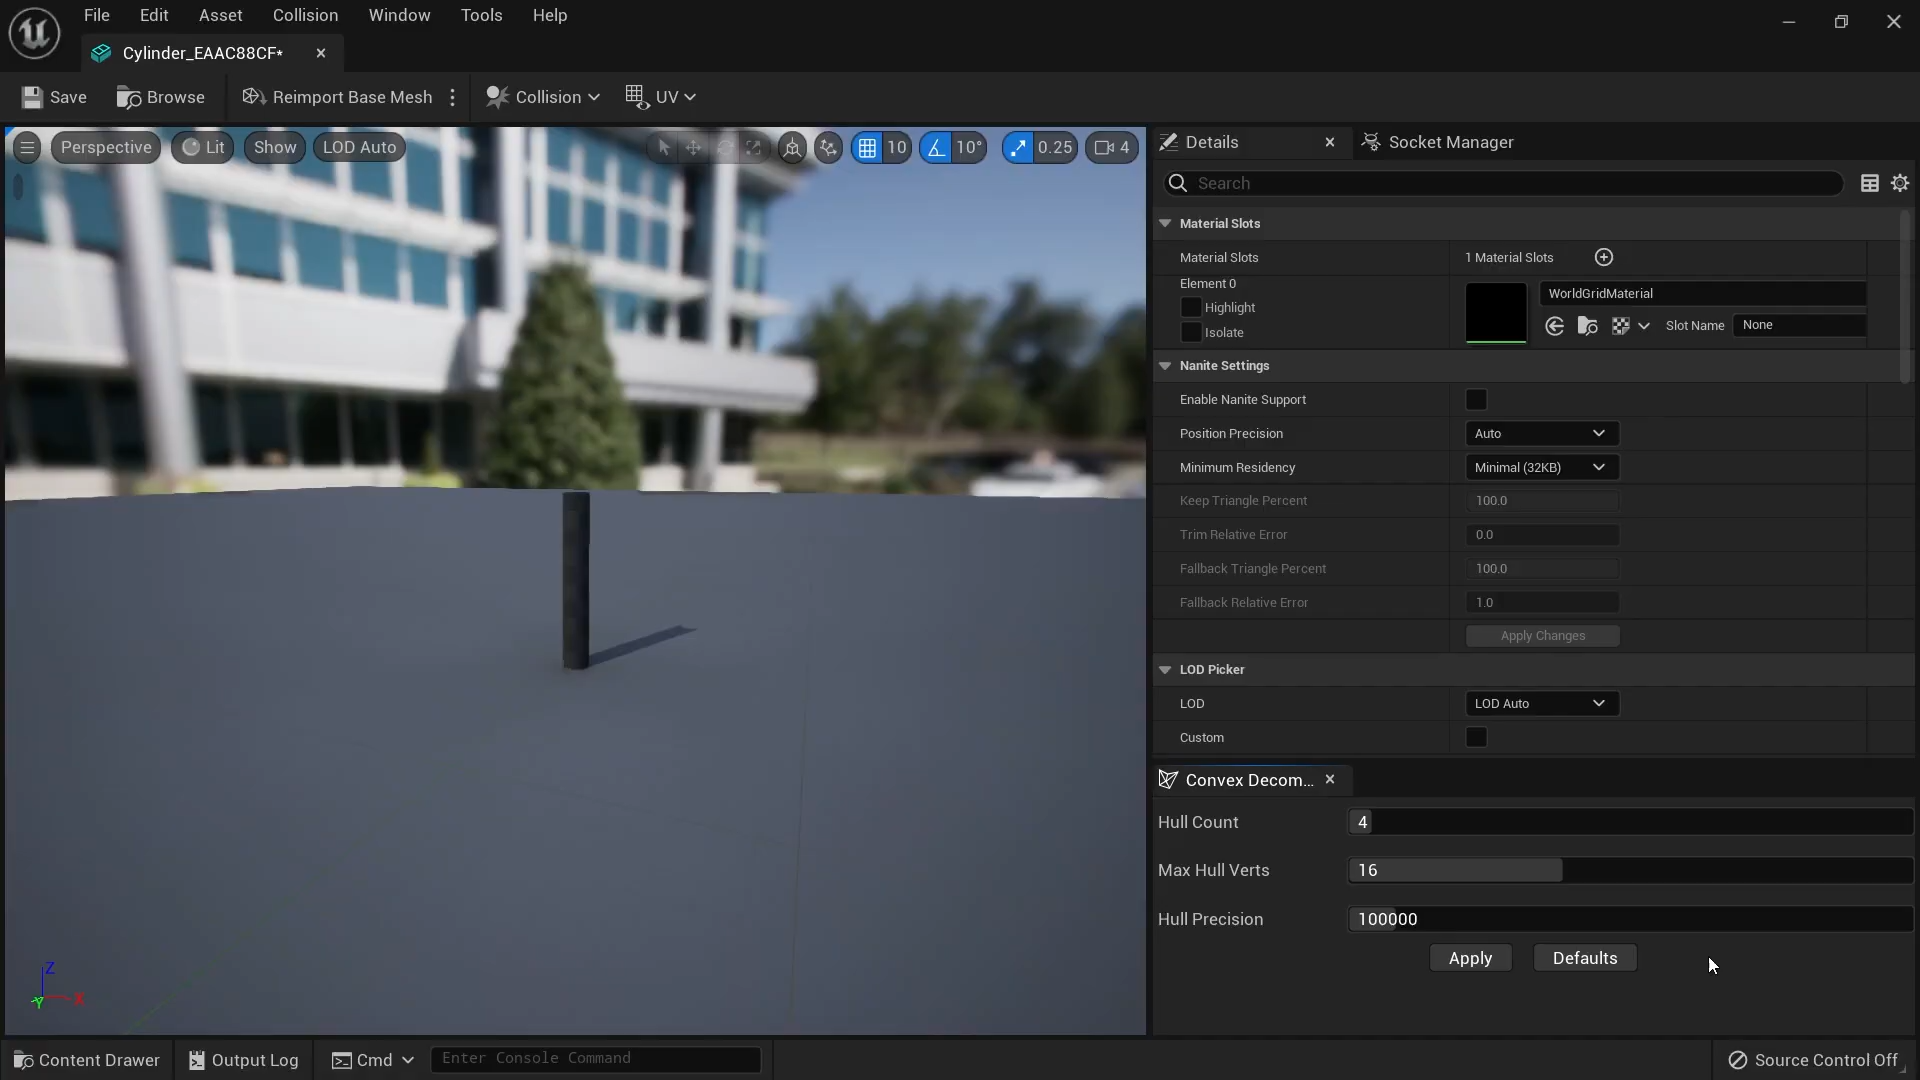 File Edit Asset Collision Window Tools Help
Cylinder_EAAC88CF*
Save Browse Reimport Base Mesh Collision UV
Perspective Lit Show LOD Auto 10 10° 0.25 4
Details Socket Manager
Search
Material Slots
Material Slots 1 Material Slots
Element 0
Highlight
Isolate
WorldGridMaterial
Slot Name None
Nanite Settings
Enable Nanite Support
Position Precision Auto
Minimum Residency Minimal (32KB)
Keep Triangle Percent 100.0
Trim Relative Error 0.0
Fallback Triangle Percent 100.0
Fallback Relative Error 1.0
Apply Changes
LOD Picker
LOD LOD Auto
Custom
Convex Decom...
Hull Count 4
Max Hull Verts 16
Hull Precision 100000
Apply Defaults
Z
Y X
Content Drawer Output Log Cmd Enter Console Command Source Control Off